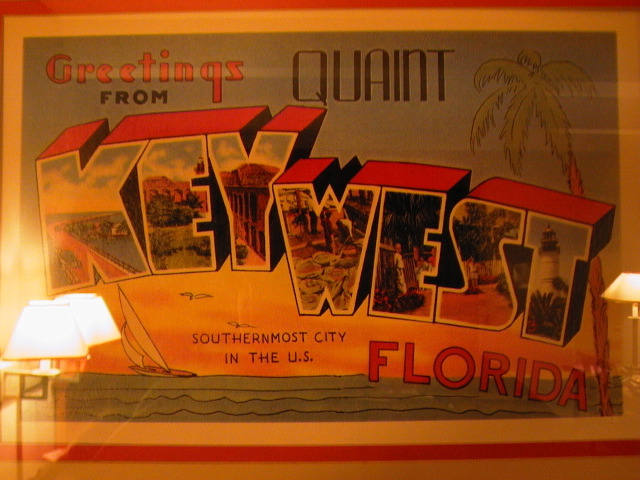 Greetings
FROM
QUAINT
KEY WEST
SOUTHERNMOST CITY
IN THE U.S.
FLORIDA